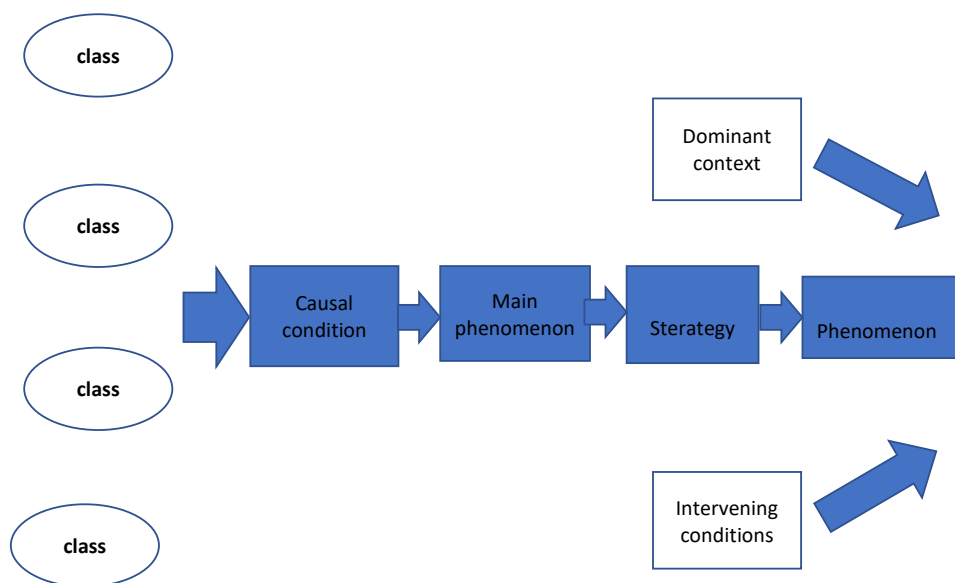 class
class
class
class
Causal
condition
Main
phenomenon
Sterategy
Phenomenon
Dominant
context
Intervening
conditions